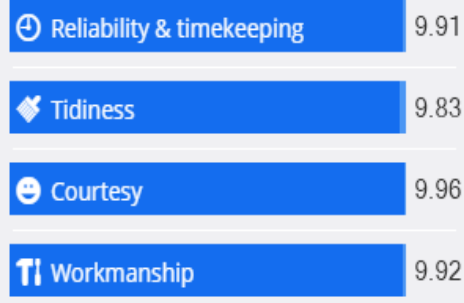 Reliability & timekeeping 9.91
Tidiness 9.83
Courtesy 9.96
Workmanship 9.92